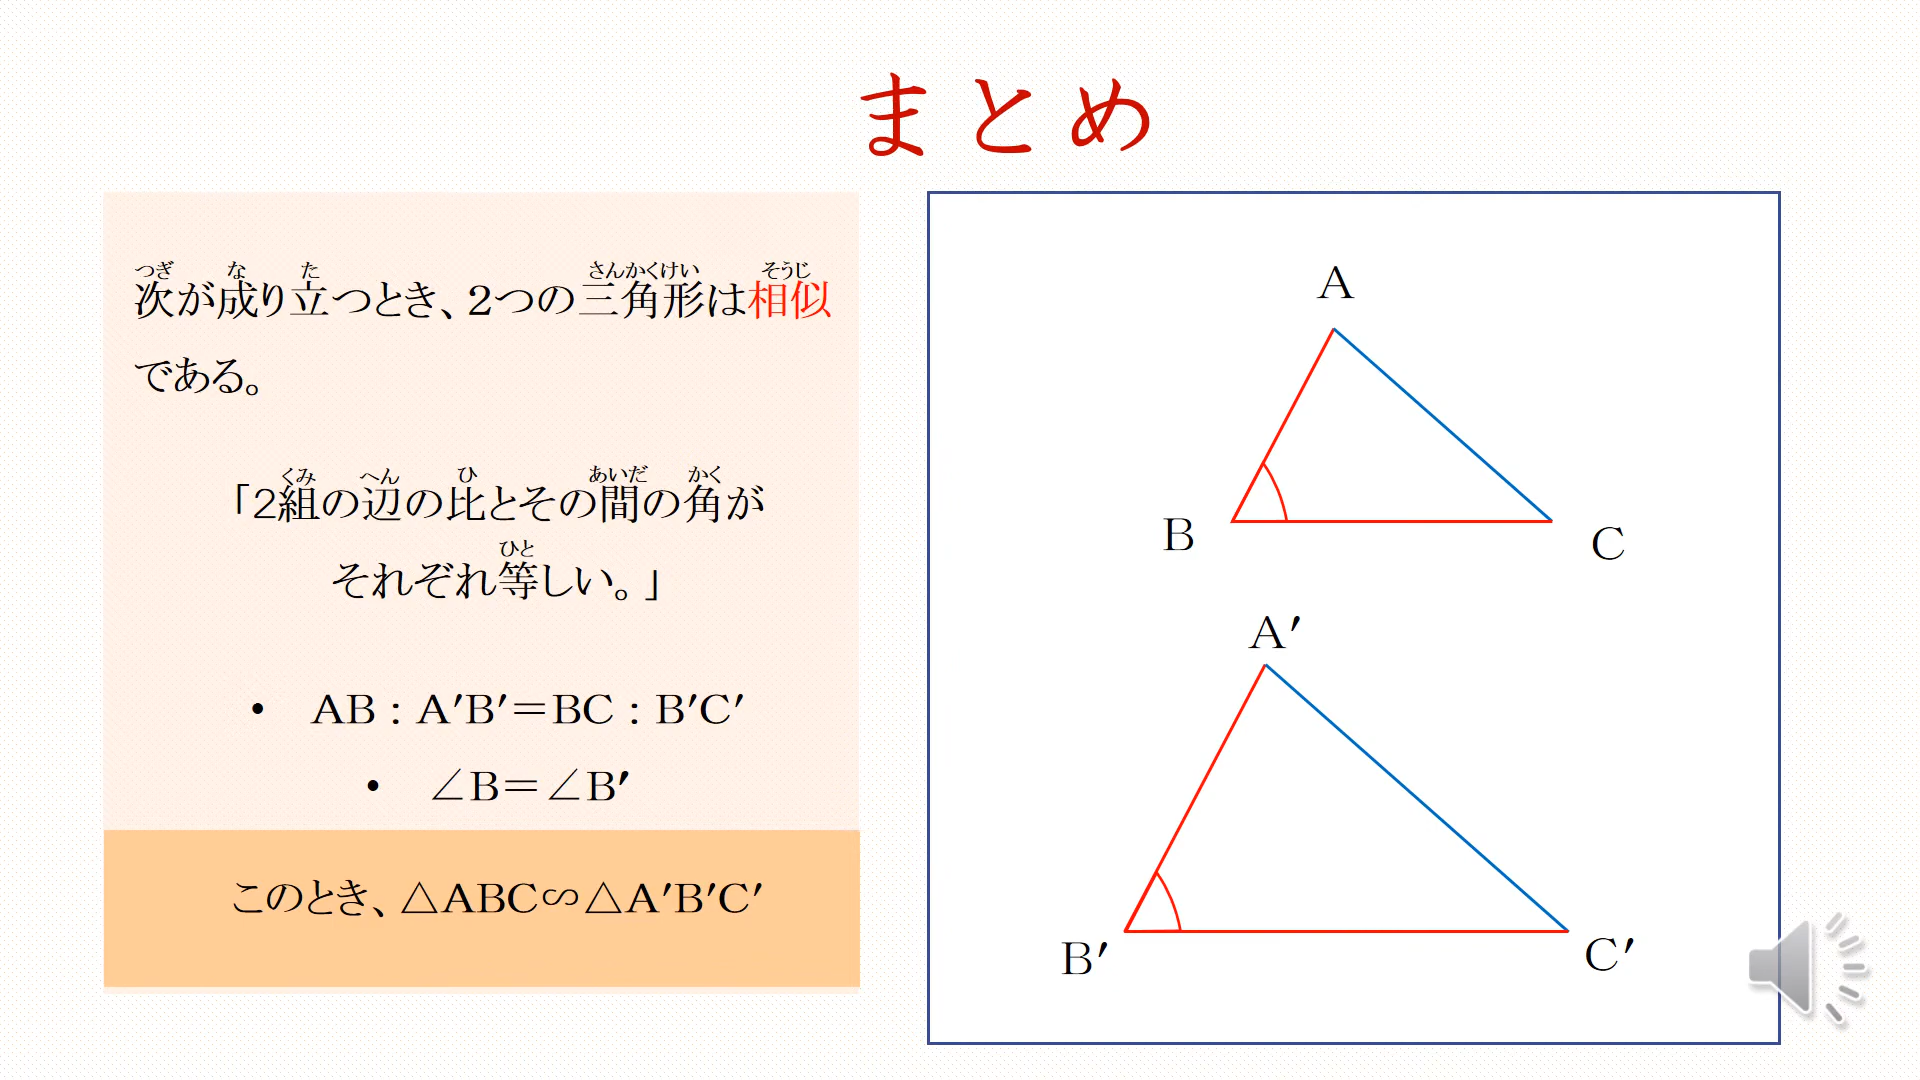 まとめ
つぎ な た さんかくけい そうじ
次が成り立つとき、2つの三角形は相似
である。
くみ へん ひ あいだ かく
「2組の辺の比とその間の角が
ひと
それぞれ等しい。」
• AB:A′B′=BC:B′C′
• ∠B=∠B′
このとき、△ABC∽△A′B′C′
A
B
C
A′
B′
C′